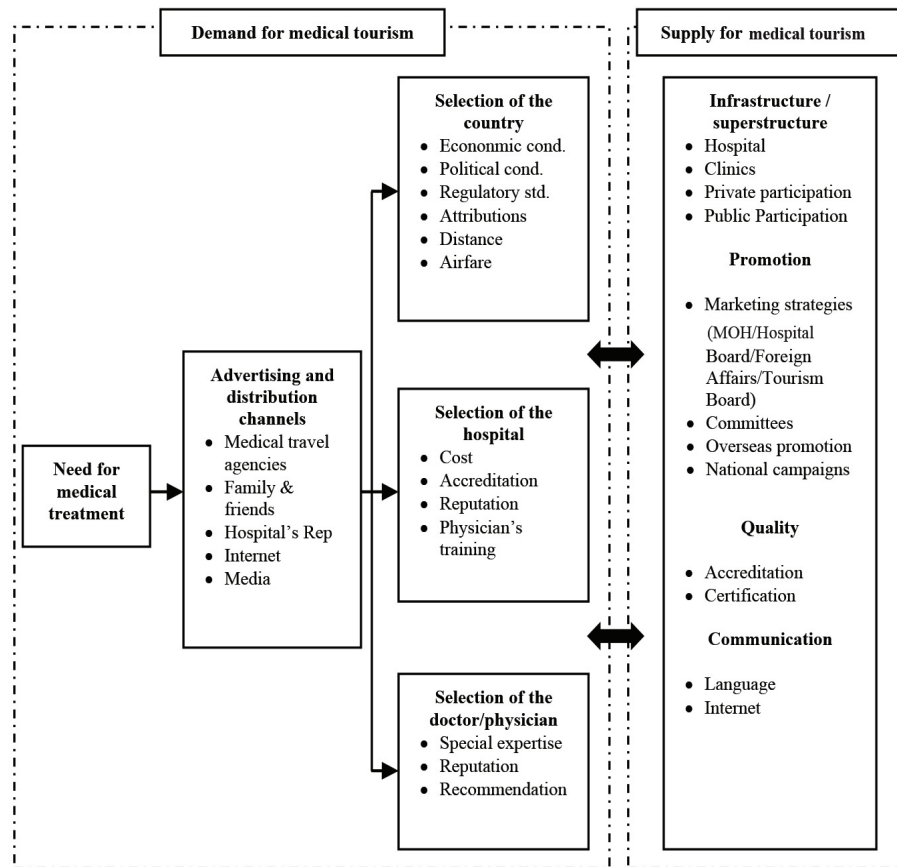 Demand for medical tourism
Supply for medical tourism
Need for
medical
treatment
Advertising and
distribution
channels
• Medical travel
agencies
• Family &
friends
• Hospital's Rep
• Internet
• Media
Selection of the
country
• Econonmic cond.
• Political cond.
• Regulatory std.
• Attributions
• Distance
• Airfare
Selection of the
hospital
• Cost
• Accreditation
• Reputation
• Physician's
training
Selection of the
doctor/physician
• Special expertise
• Reputation
• Recommendation
Infrastructure /
superstructure
• Hospital
• Clinics
• Private participation
• Public Participation
Promotion
• Marketing strategies
(MOH/Hospital
Board/Foreign
Affairs/Tourism
Board)
• Committees
• Overseas promotion
• National campaigns
Quality
• Accreditation
• Certification
Communication
• Language
• Internet